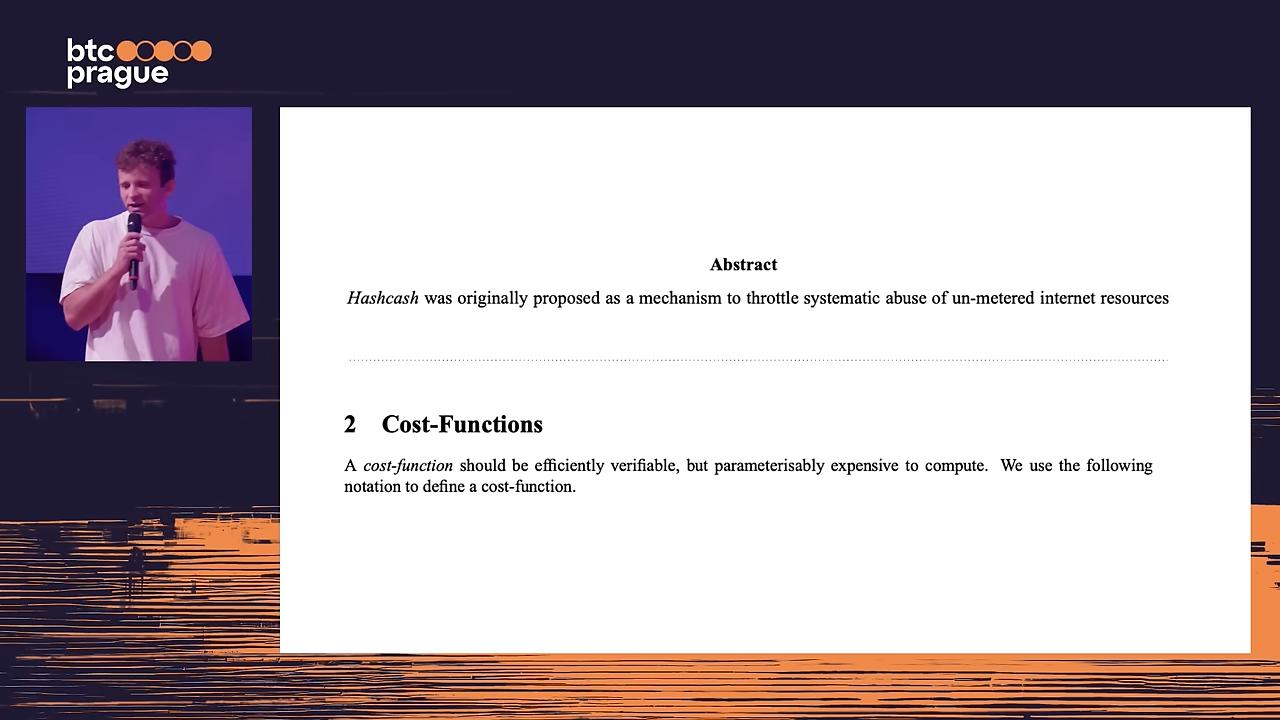 btc
prague
Abstract
Hashcash was originally proposed as a mechanism to throttle systematic abuse of un-metered internet resources
2 Cost-Functions
A cost-function should be efficiently verifiable, but parameterisably expensive to compute. We use the following
notation to define a cost-function.